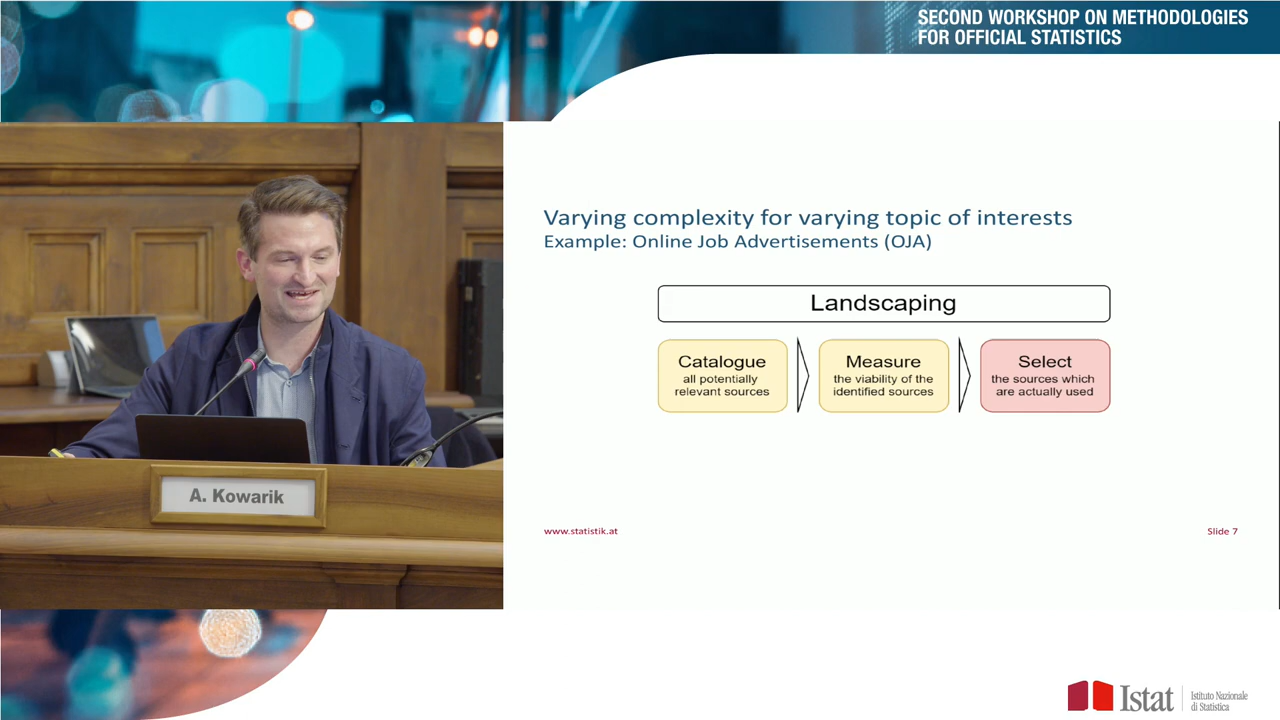 SECOND WORKSHOP ON METHODOLOGIES
FOR OFFICIAL STATISTICS
A. Kowarik
Varying complexity for varying topic of interests
Example: Online Job Advertisements (OJA)
Landscaping
Catalogue
all potentially
relevant sources
Measure
the viability of the
identified sources
Select
the sources which
are actually used
www.statistik.at
Slide 7
Istat
Istituto Nazionale
di Statistica